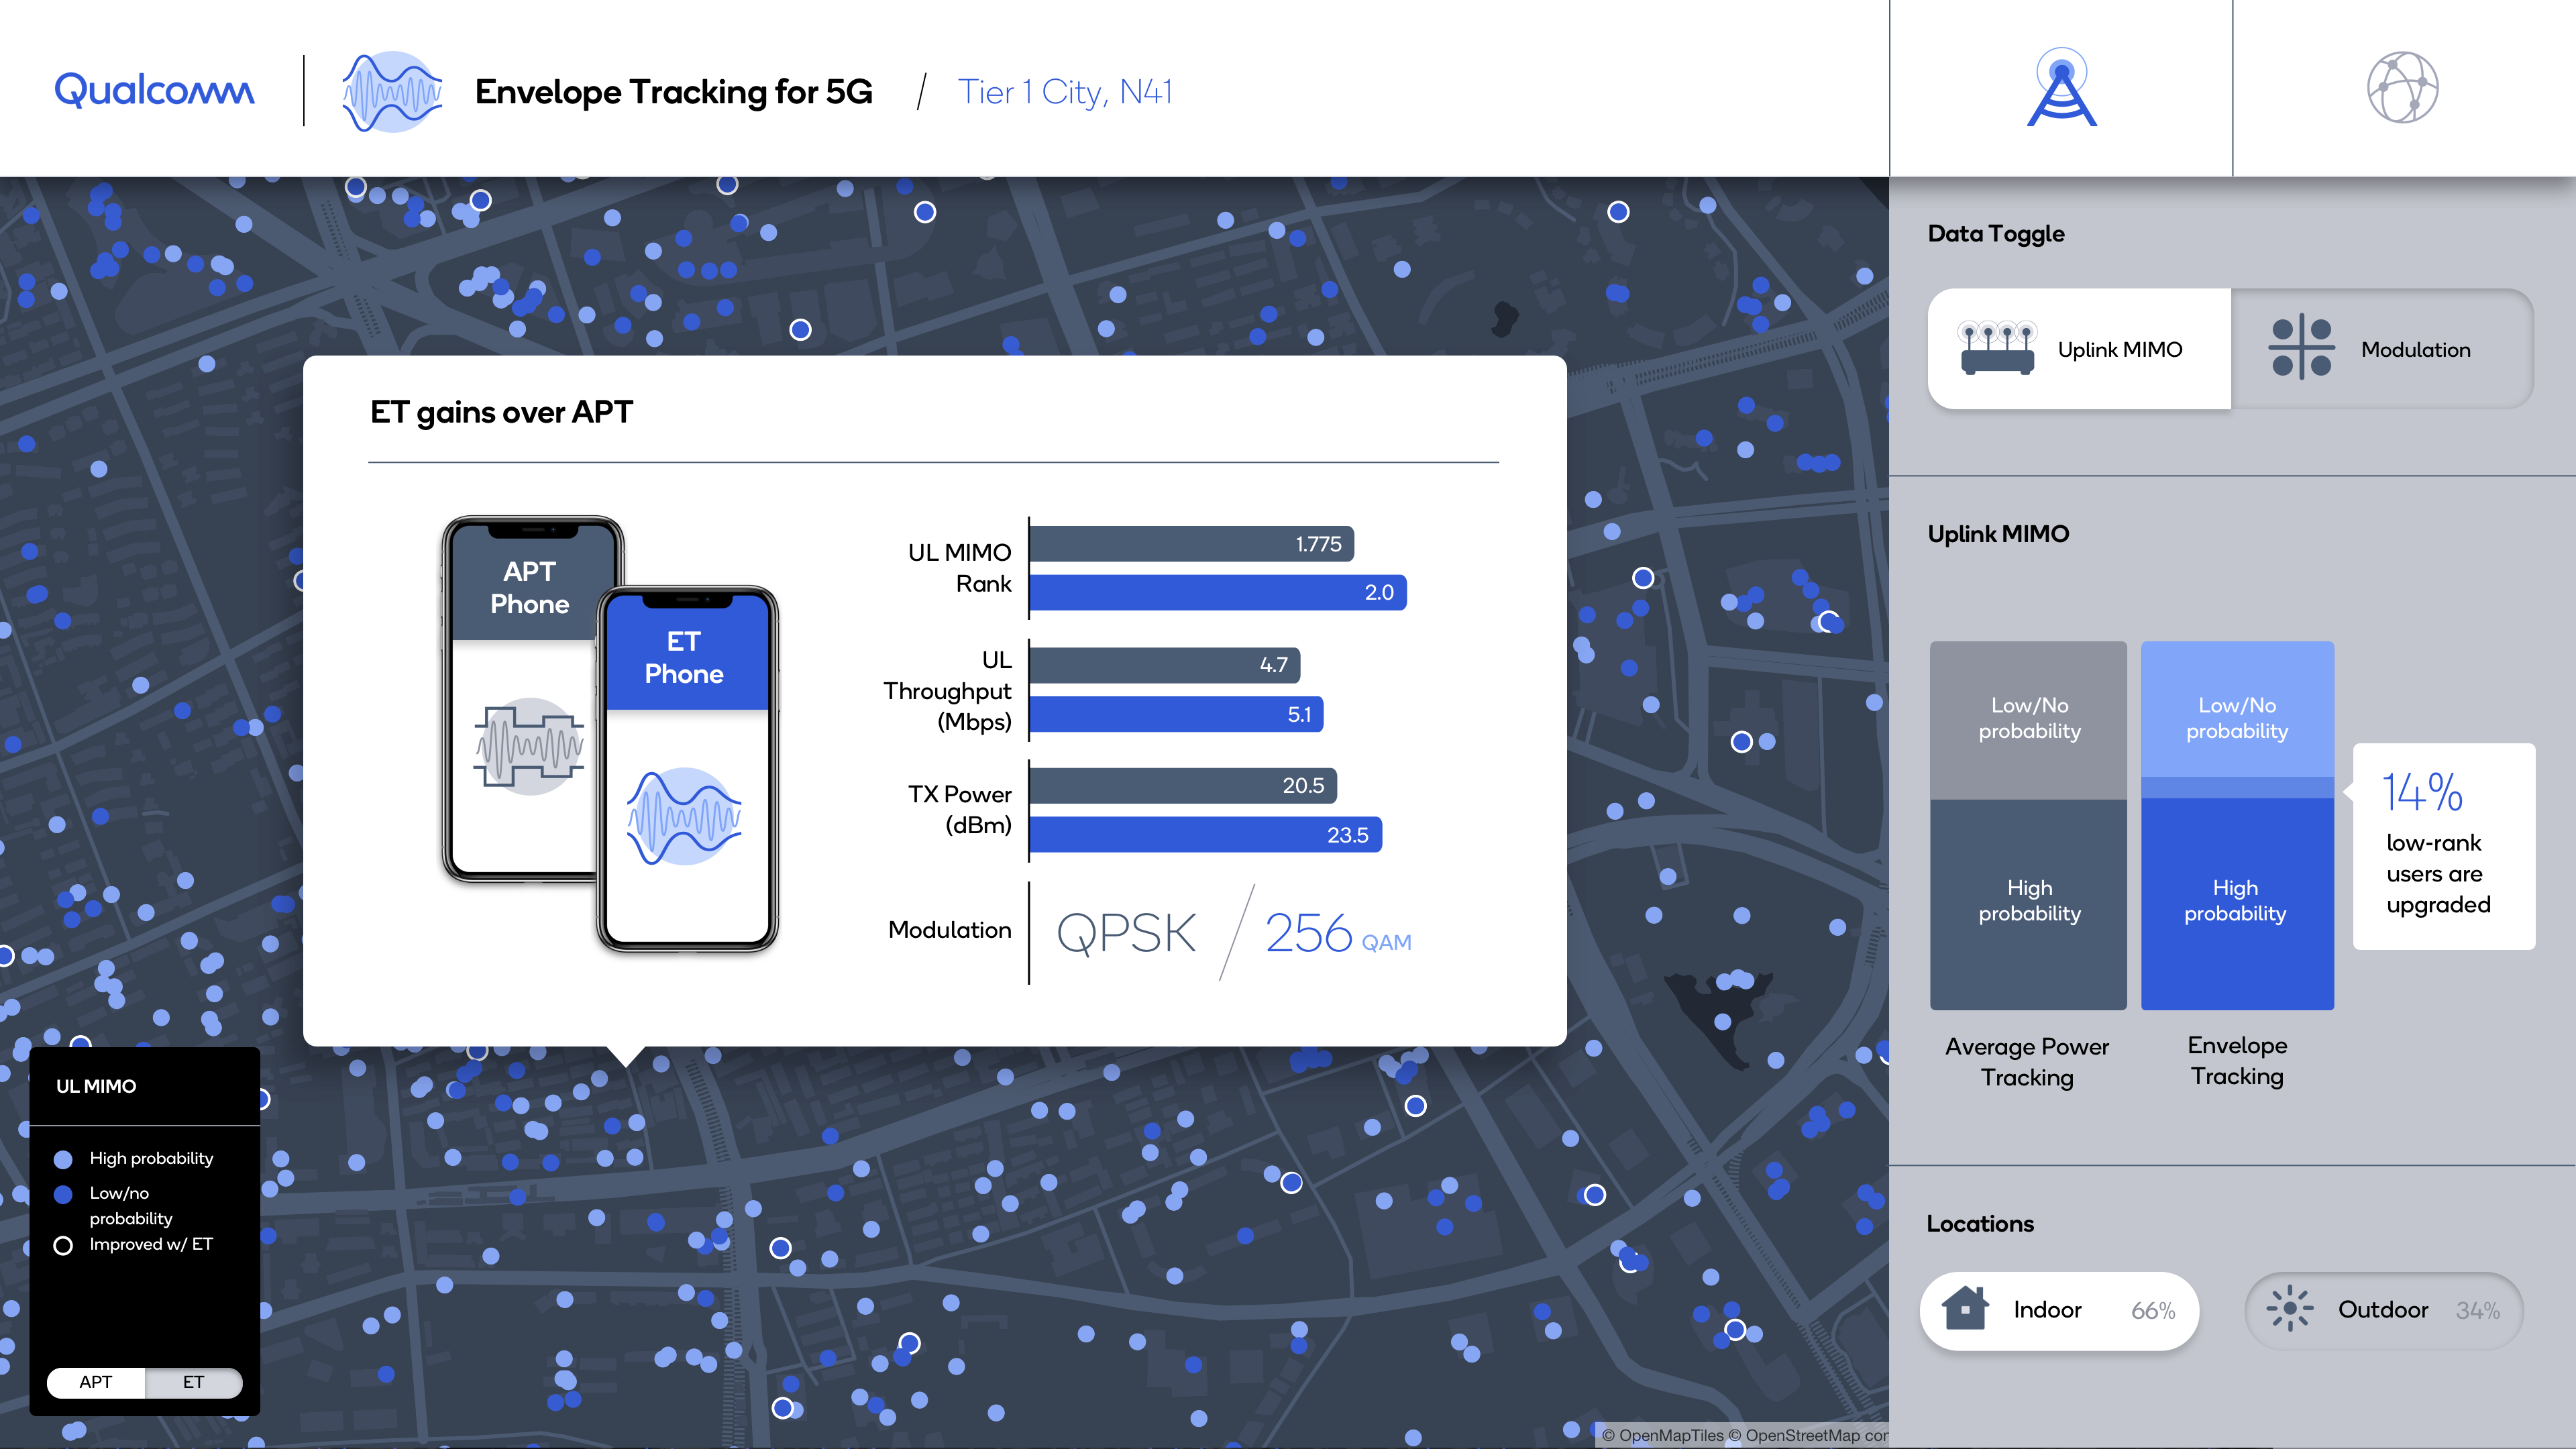 Qualcomm
Envelope Tracking for 5G / Tier 1 City, N41
Data Toggle
Uplink MIMO
Modulation
ET gains over APT
APT
Phone
ET
Phone
UL MIMO
Rank
1.775
2.0
UL
Throughput
(Mbps)
4.7
5.1
TX Power
(dBm)
20.5
23.5
Modulation
QPSK / 256 QAM
Uplink MIMO
Low/No
probability
High
probability
Average Power
Tracking
Low/No
probability
High
probability
Envelope
Tracking
14%
low-rank
users are
upgraded
UL MIMO
High probability
Low/no
probability
Improved w/ ET
APT
ET
Locations
Indoor 66%
Outdoor 34%
© OpenMapTiles © OpenStreetMap con